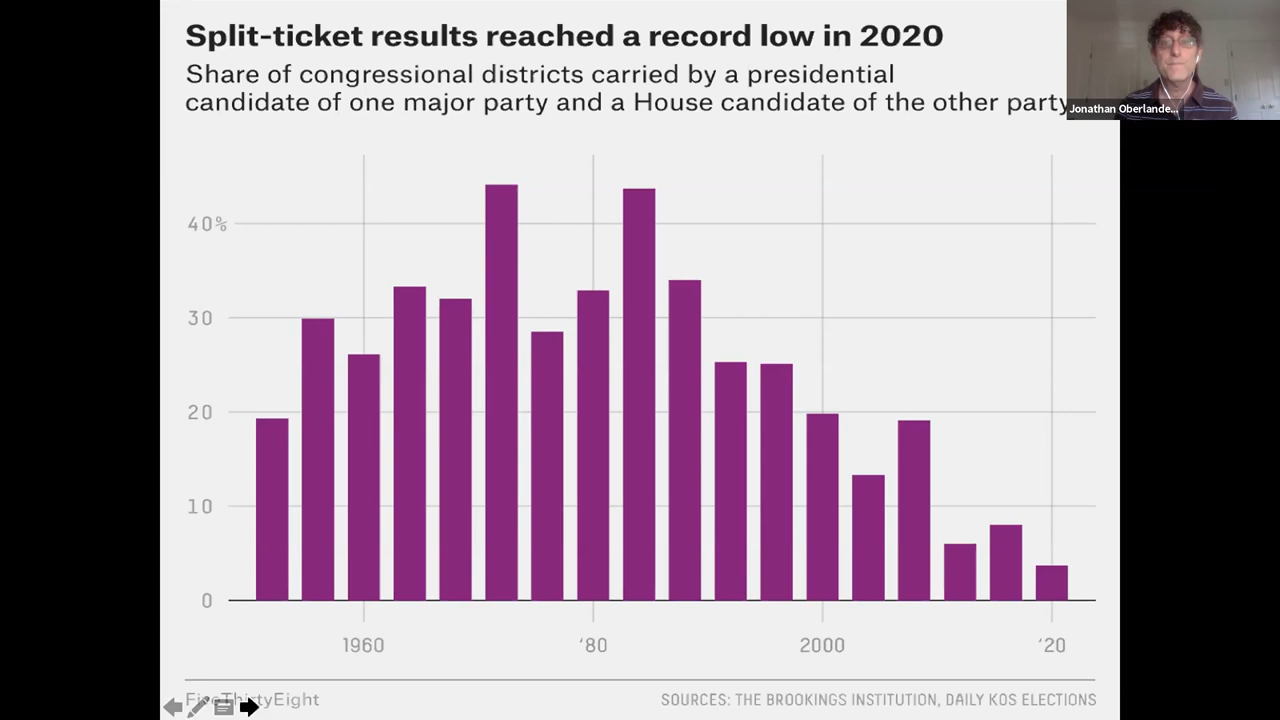 Split-ticket results reached a record low in 2020
Share of congressional districts carried by a presidential
candidate of one major party and a House candidate of the other party
Jonathan Oberlande...
40%
30
20
10
0
1960
‘80
2000
‘20
FiveThirtyEight
SOURCES: THE BROOKINGS INSTITUTION, DAILY KOS ELECTIONS